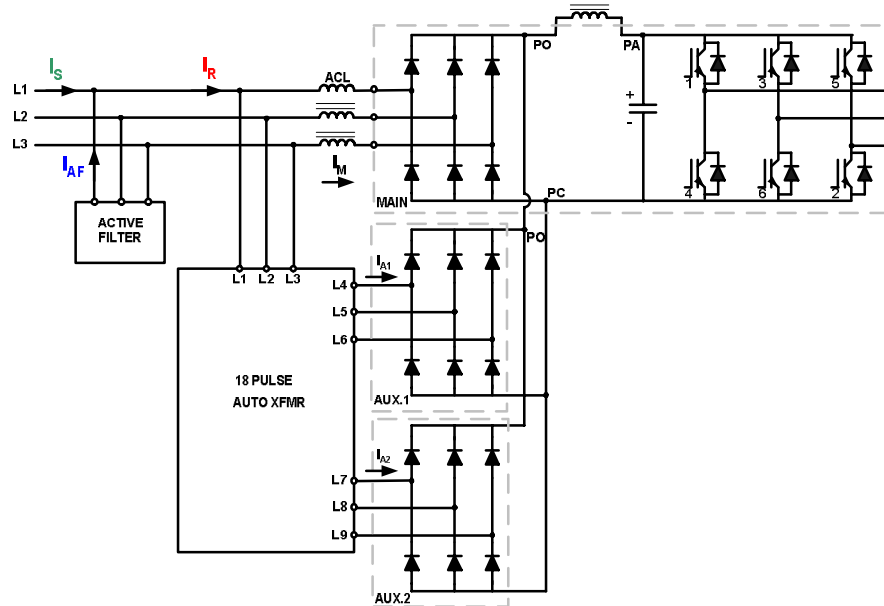 PO
PA
I_S
I_R
ACL
L1
L2
L3
+
-
1
3
5
I_AF
I_M
4
6
2
MAIN
PC
ACTIVE
FILTER
PO
L1 L2 L3
I_A1
L4
L5
L6
18 PULSE
AUTO XFMR
AUX.1
I_A2
L7
L8
L9
AUX.2